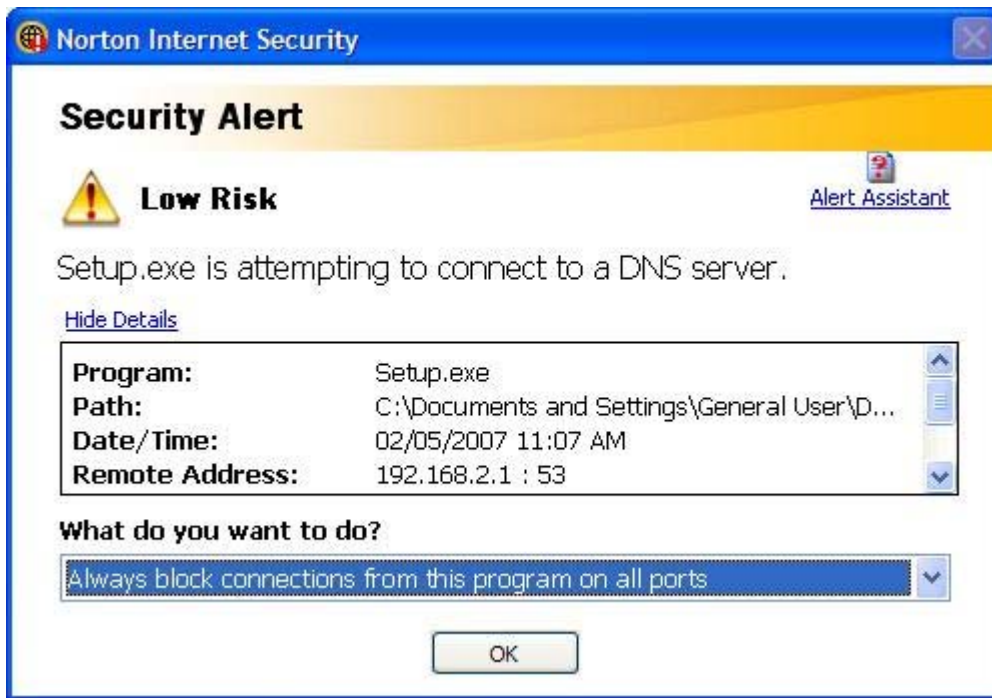 Norton Internet Security
Security Alert
Low Risk
Alert Assistant
Setup.exe is attempting to connect to a DNS server.
Hide Details
Program: Setup.exe
Path: C:\Documents and Settings\General User\D...
Date/Time: 02/05/2007 11:07 AM
Remote Address: 192.168.2.1 : 53
What do you want to do?
Always block connections from this program on all ports
OK